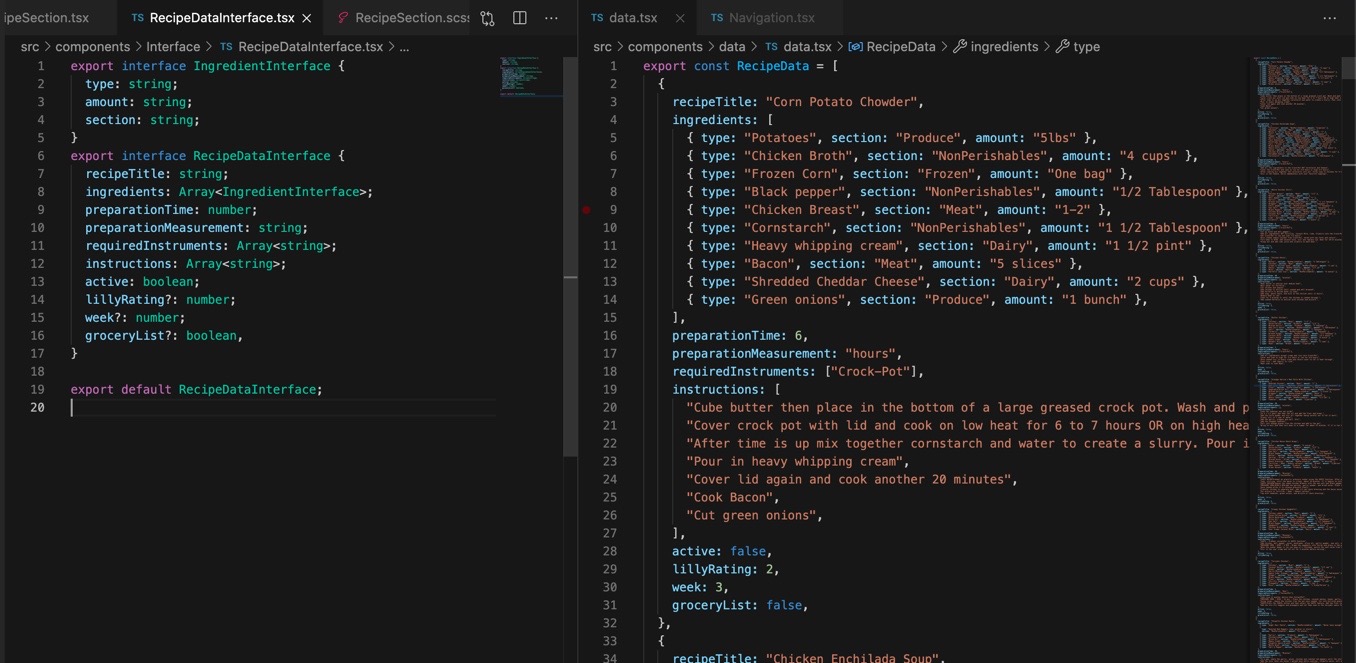 ipeSection.tsx
TS RecipeDataInterface.tsx ×
RecipeSection.scss
...
src > components > Interface > TS RecipeDataInterface.tsx > ...
1 export interface IngredientInterface {
2 type: string;
3 amount: string;
4 section: string;
5 }
6 export interface RecipeDataInterface {
7 recipeTitle: string;
8 ingredients: Array<IngredientInterface>;
9 preparationTime: number;
10 preparationMeasurement: string;
11 requiredInstruments: Array<string>;
12 instructions: Array<string>;
13 active: boolean;
14 lillyRating?: number;
15 week?: number;
16 groceryList?: boolean,
17 }
18
19 export default RecipeDataInterface;
20
TS data.tsx ×
TS Navigation.tsx
...
src > components > data > TS data.tsx > RecipeData > ingredients > type
1 export const RecipeData = [
2 {
3 recipeTitle: "Corn Potato Chowder",
4 ingredients: [
5 { type: "Potatoes", section: "Produce", amount: "5lbs" },
6 { type: "Chicken Broth", section: "NonPerishables", amount: "4 cups" },
7 { type: "Frozen Corn", section: "Frozen", amount: "One bag" },
8 { type: "Black pepper", section: "NonPerishables", amount: "1/2 Tablespoon" },
9 { type: "Chicken Breast", section: "Meat", amount: "1-2" },
10 { type: "Cornstarch", section: "NonPerishables", amount: "1 1/2 Tablespoon" },
11 { type: "Heavy whipping cream", section: "Dairy", amount: "1 1/2 pint" },
12 { type: "Bacon", section: "Meat", amount: "5 slices" },
13 { type: "Shredded Cheddar Cheese", section: "Dairy", amount: "2 cups" },
14 { type: "Green onions", section: "Produce", amount: "1 bunch" },
15 ],
16 preparationTime: 6,
17 preparationMeasurement: "hours",
18 requiredInstruments: ["Crock-Pot"],
19 instructions: [
20 "Cube butter then place in the bottom of a large greased crock pot. Wash and p
21 "Cover crock pot with lid and cook on low heat for 6 to 7 hours OR on high hea
22 "After time is up mix together cornstarch and water to create a slurry. Pour i
23 "Pour in heavy whipping cream",
24 "Cover lid again and cook another 20 minutes",
25 "Cook Bacon",
26 "Cut green onions",
27 ],
28 active: false,
29 lillyRating: 2,
30 week: 3,
31 groceryList: false,
32 },
33 {
34 recipeTitle: "Chicken Enchilada Soup",